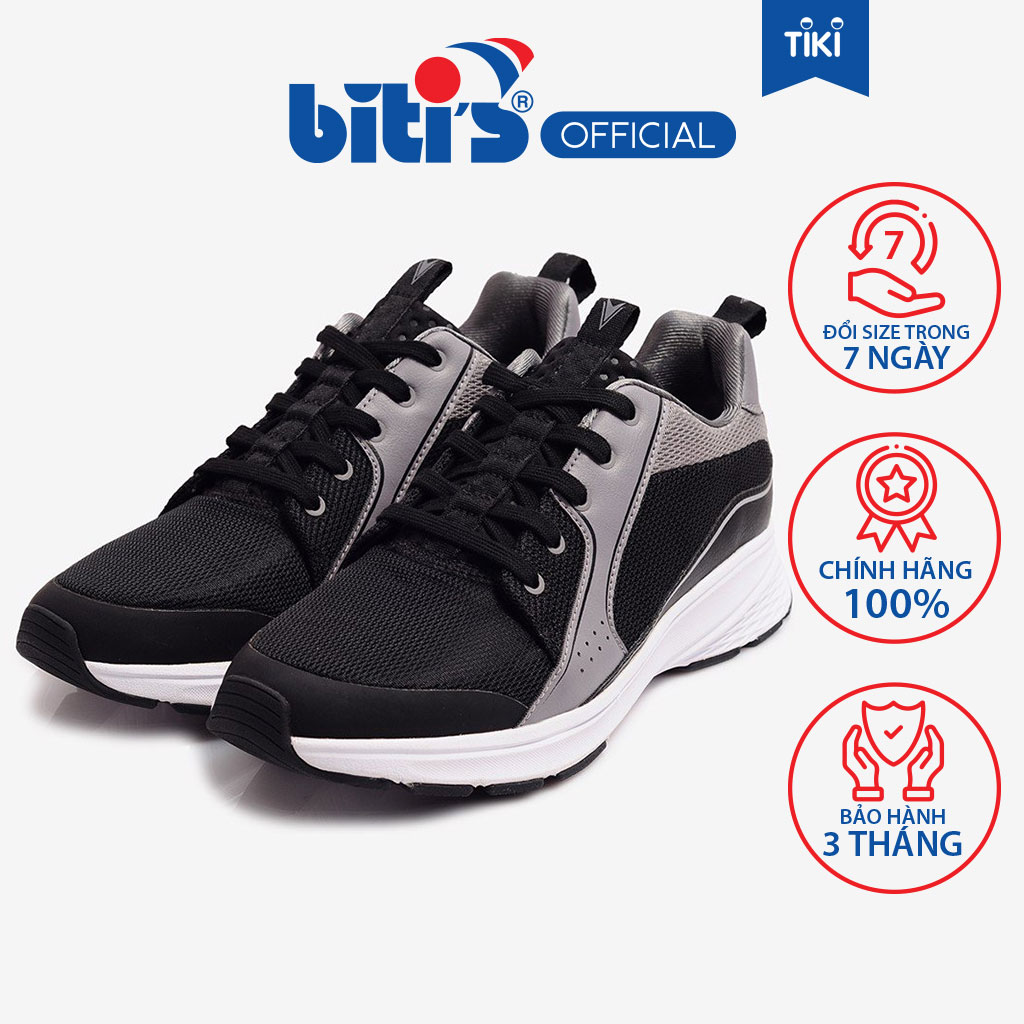 TiKi
biti's®
OFFICIAL
7
ĐỔI SIZE TRONG
7 NGÀY
CHÍNH HÃNG
100%
BẢO HÀNH
3 THÁNG